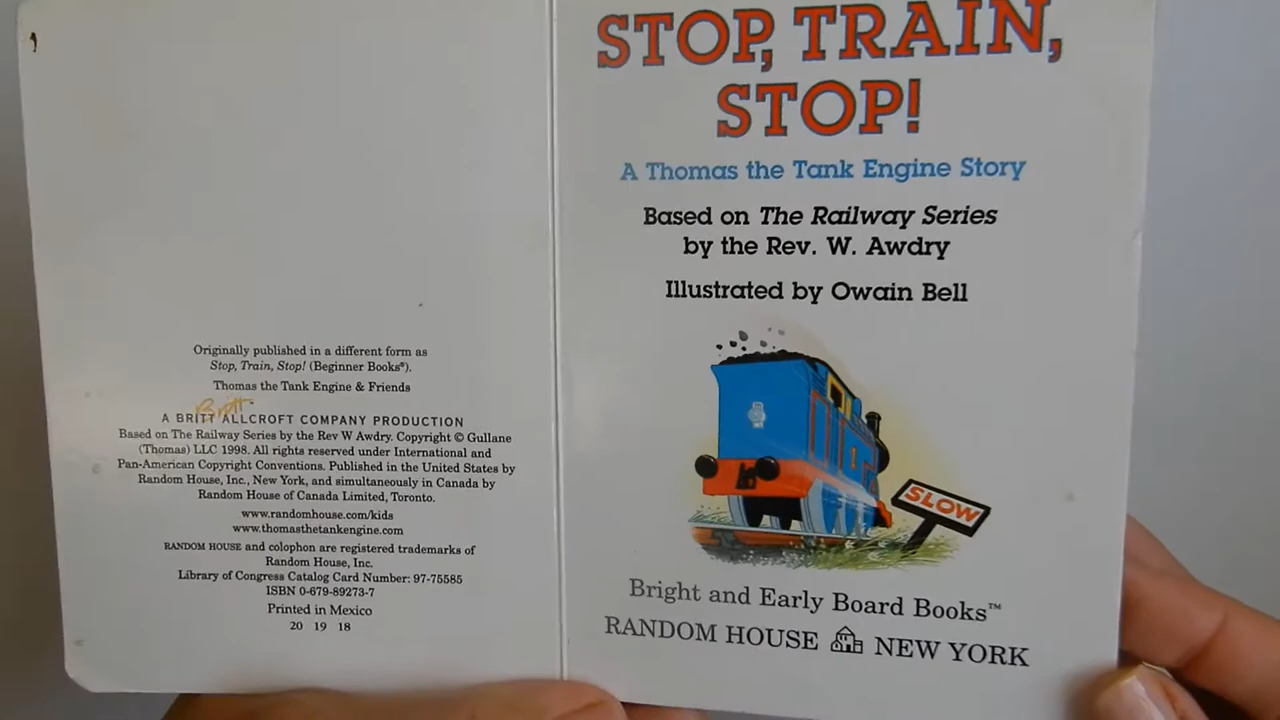 Originally published in a different form as
Stop, Train, Stop! (Beginner Books®).
Thomas the Tank Engine & Friends
A BRITT ALLCROFT COMPANY PRODUCTION
Based on The Railway Series by the Rev W Awdry. Copyright © Gullane
(Thomas) LLC 1998. All rights reserved under International and
Pan-American Copyright Conventions. Published in the United States by
Random House, Inc., New York, and simultaneously in Canada by
Random House of Canada Limited, Toronto.
www.randomhouse.com/kids
www.thomasthetankengine.com
RANDOM HOUSE and colophon are registered trademarks of
Random House, Inc.
Library of Congress Catalog Card Number: 97-75585
ISBN 0-679-89273-7
Printed in Mexico
20 19 18
STOP, TRAIN,
STOP!
A Thomas the Tank Engine Story
Based on The Railway Series
by the Rev. W. Awdry
Illustrated by Owain Bell
SLOW
Bright and Early Board Books™
RANDOM HOUSE NEW YORK